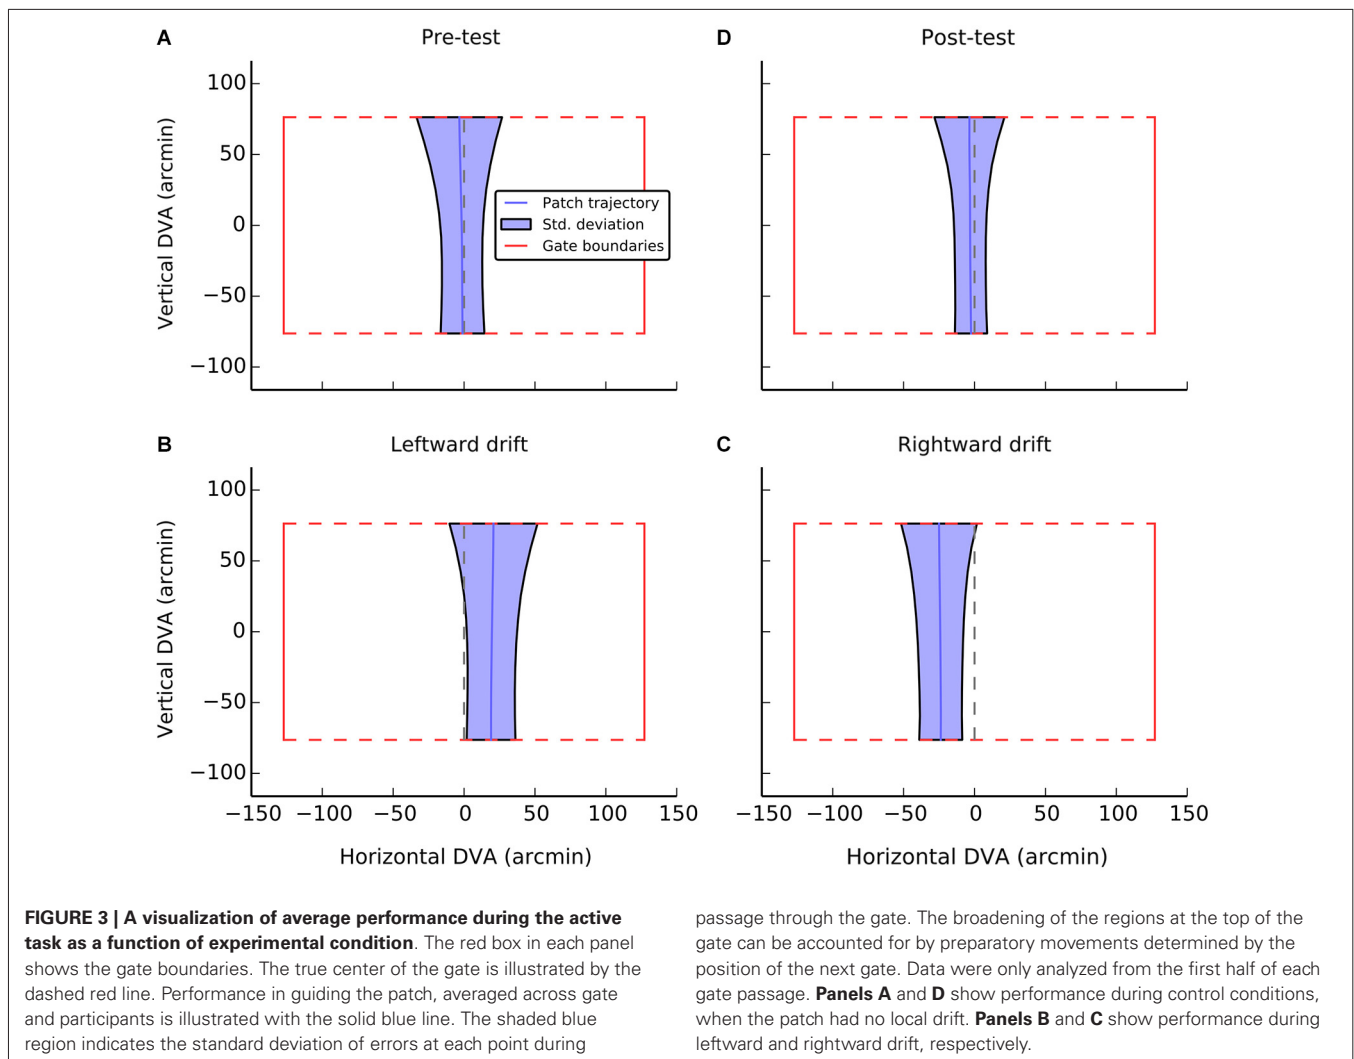 A
Pre-test
D
Post-test
100
50
0
−50
−100
Vertical DVA (arcmin)
Patch trajectory
Std. deviation
Gate boundaries
B
Leftward drift
C
Rightward drift
100
50
0
−50
−100
Vertical DVA (arcmin)
−150 −100 −50 0 50 100 150
−150 −100 −50 0 50 100 150
Horizontal DVA (arcmin)
Horizontal DVA (arcmin)
FIGURE 3 | A visualization of average performance during the active
task as a function of experimental condition. The red box in each panel
shows the gate boundaries. The true center of the gate is illustrated by the
dashed red line. Performance in guiding the patch, averaged across gate
and participants is illustrated with the solid blue line. The shaded blue
region indicates the standard deviation of errors at each point during
passage through the gate. The broadening of the regions at the top of the
gate can be accounted for by preparatory movements determined by the
position of the next gate. Data were only analyzed from the first half of each
gate passage. Panels A and D show performance during control conditions,
when the patch had no local drift. Panels B and C show performance during
leftward and rightward drift, respectively.